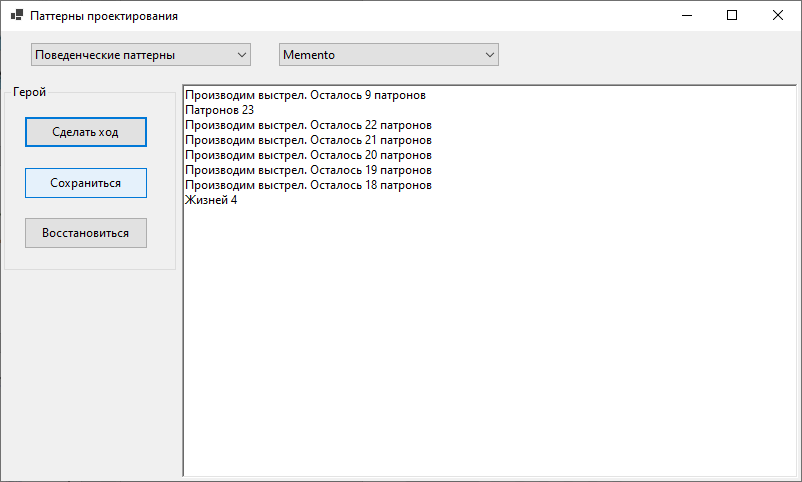 Паттерны проектирования
Поведенческие паттерны
Memento
Герой
Сделать ход
Сохраниться
Восстановиться
Производим выстрел. Осталось 9 патронов
Патронов 23
Производим выстрел. Осталось 22 патронов
Производим выстрел. Осталось 21 патронов
Производим выстрел. Осталось 20 патронов
Производим выстрел. Осталось 19 патронов
Производим выстрел. Осталось 18 патронов
Жизней 4